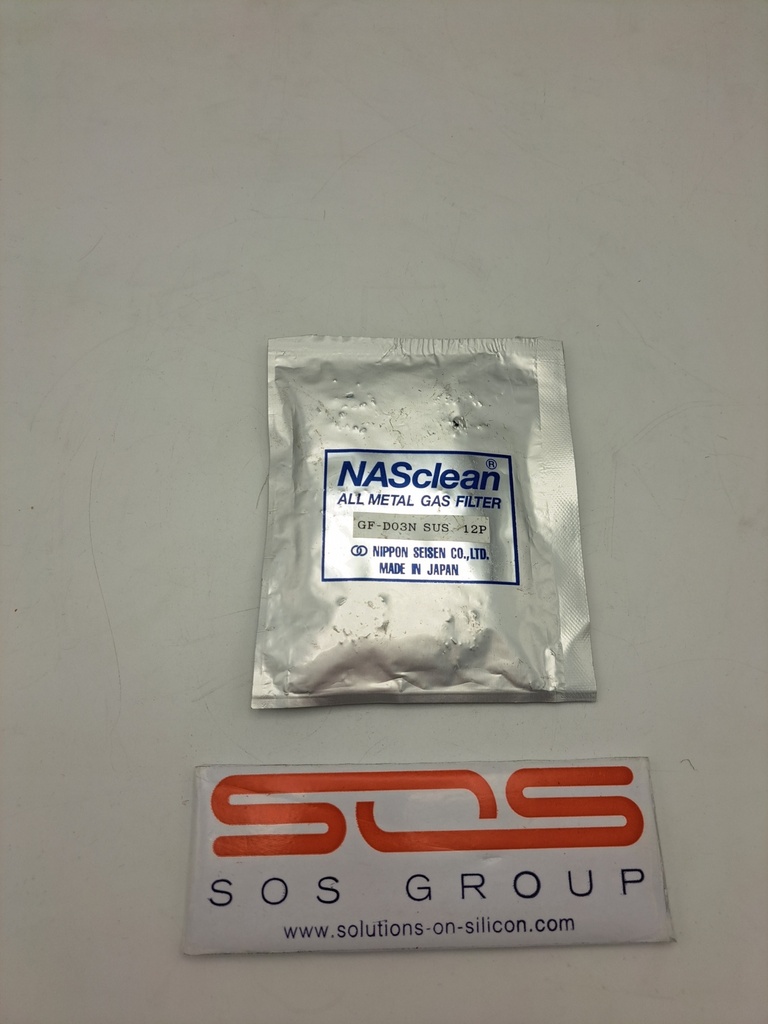 NASclean®
ALL METAL GAS FILTER
GF-D03N SUS 12P
NIPPON SEISEN CO.,LTD.
MADE IN JAPAN
SOS
SOS GROUP
www.solutions-on-silicon.com